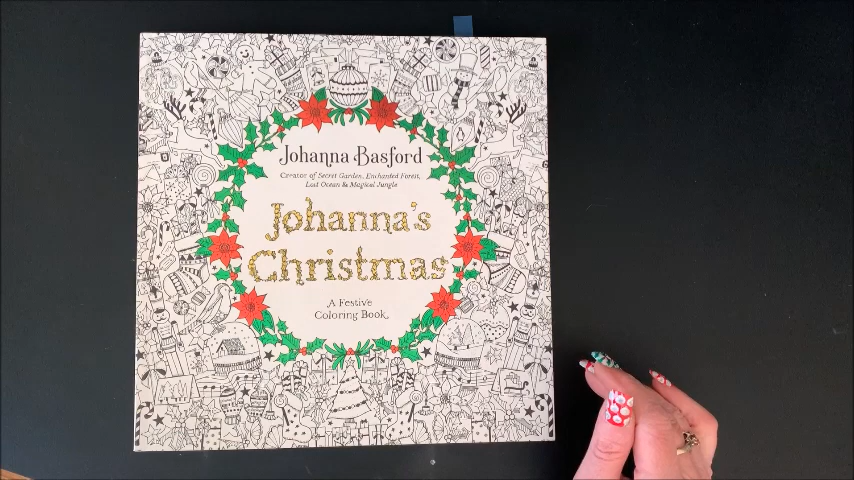 Johanna Basford
Creator of Secret Garden, Enchanted Forest,
Lost Ocean & Magical Jungle
Johanna's
Christmas
A Festive
Coloring Book